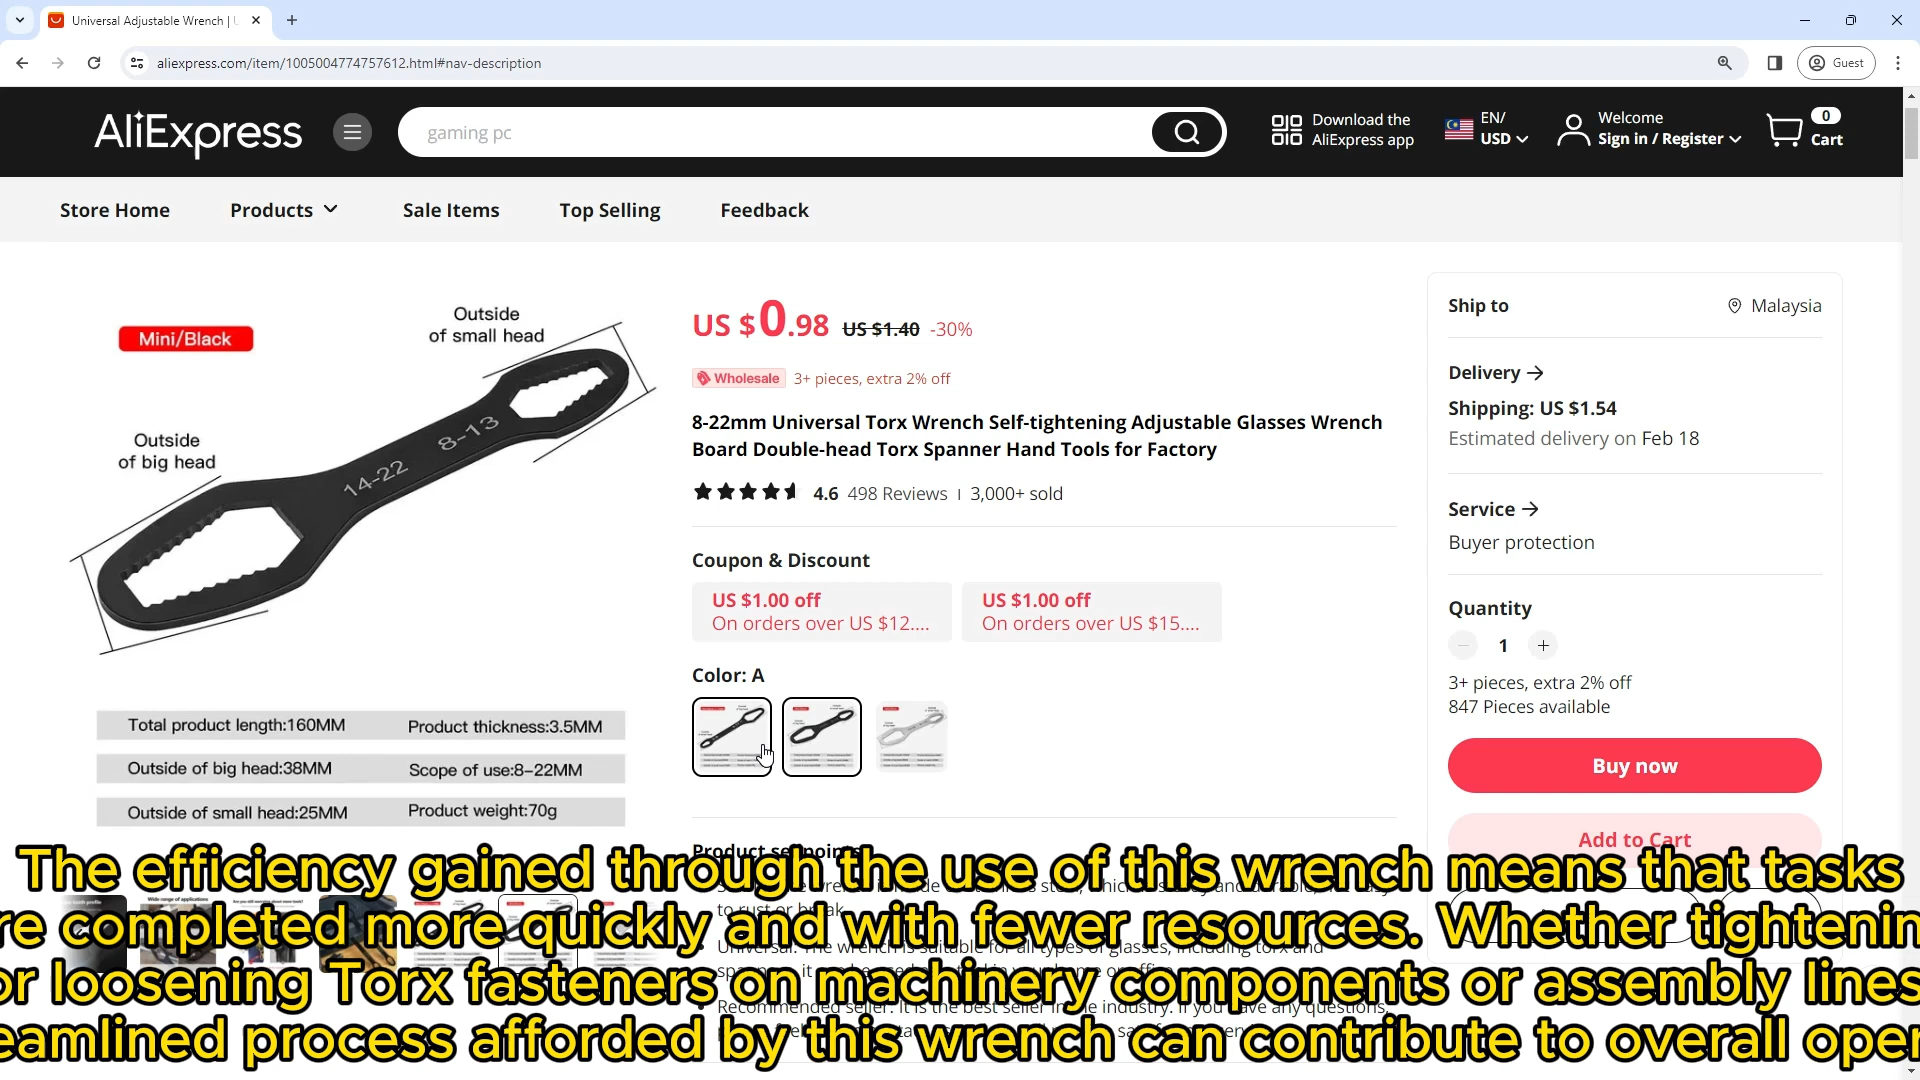 Universal Adjustable Wrench |
aliexpress.com/item/1005004774757612.html#nav-description
Guest
AliExpress
gaming pc
Download the
AliExpress app
EN/
USD
Welcome
Sign in / Register
0
Cart
Store Home
Products
Sale Items
Top Selling
Feedback
Mini/Black
Outside
of small head
Outside
of big head
14-22 8-13
Total product length:160MM
Product thickness:3.5MM
Outside of big head:38MM
Scope of use:8-22MM
Outside of small head:25MM
Product weight:70g
US $0.98 US $1.40 -30%
Wholesale
3+ pieces, extra 2% off
8-22mm Universal Torx Wrench Self-tightening Adjustable Glasses Wrench
Board Double-head Torx Spanner Hand Tools for Factory
4.6 498 Reviews | 3,000+ sold
Coupon & Discount
US $1.00 off
On orders over US $12....
US $1.00 off
On orders over US $15....
Color: A
Ship to
Malaysia
Delivery
Shipping: US $1.54
Estimated delivery on Feb 18
Service
Buyer protection
Quantity
1
3+ pieces, extra 2% off
847 Pieces available
Buy now
Add to Cart
Product
The efficiency gained through the use of this wrench means that tasks
completed more quickly and with fewer resources. Whether
or loosening Torx fasteners on machinery components or assembly lines
process afforded by this wrench can contribute to overall